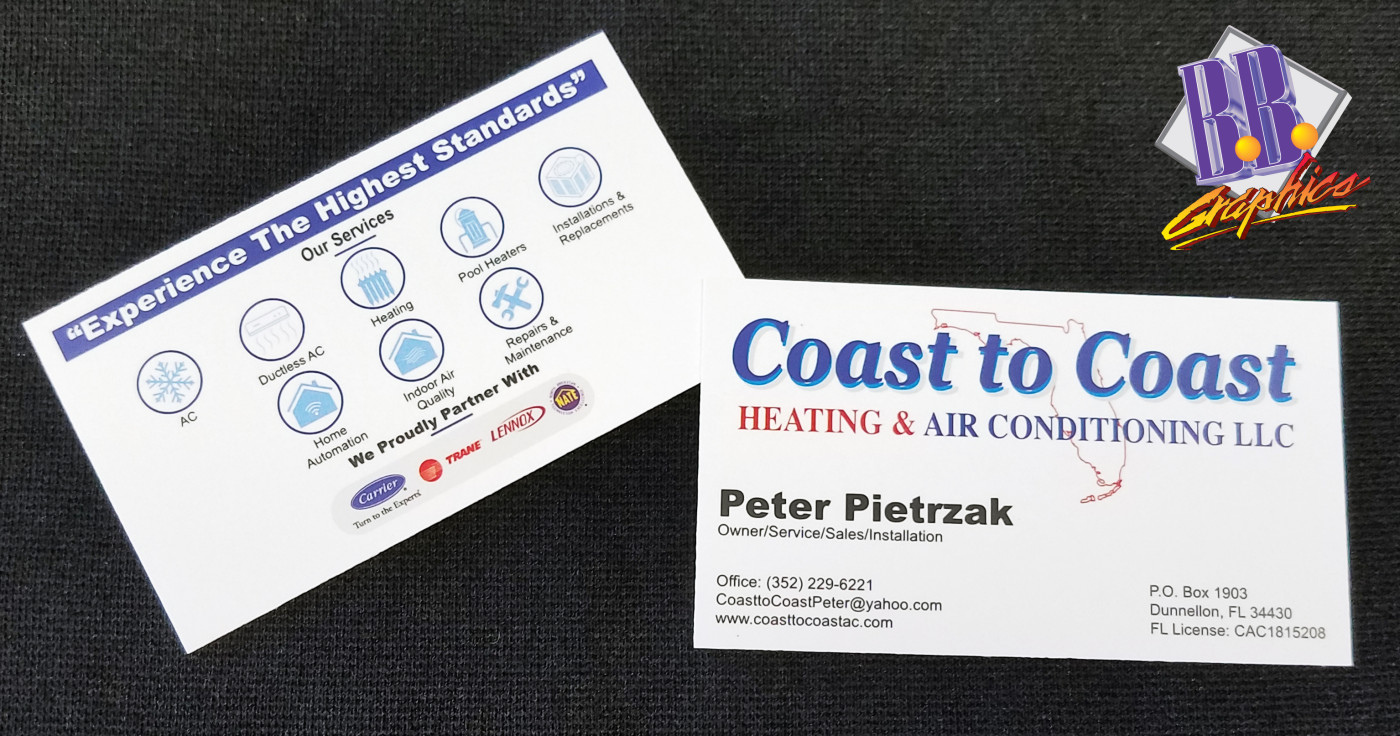 "Experience The Highest Standards"
Our Services
AC
Ductless AC
Heating
Pool Heaters
Installations &
Replacements
Home
Automation
Indoor Air
Quality
Repairs &
Maintenance
We Proudly Partner With
Carrier
Turn to the Experts
TRANE
LENNOX
NATE
B.B.
Graphics
Coast to Coast
HEATING & AIR CONDITIONING LLC
Peter Pietrzak
Owner/Service/Sales/Installation
Office: (352) 229-6221
CoasttoCoastPeter@yahoo.com
www.coasttocoastac.com
P.O. Box 1903
Dunnellon, FL 34430
FL License: CAC1815208